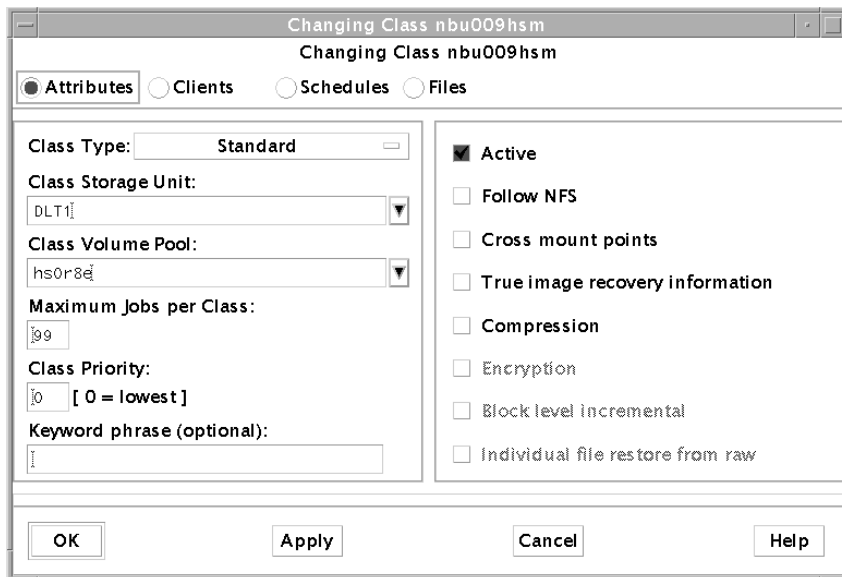 Changing Class nbu009hsm
Changing Class nbu009hsm
Attributes Clients Schedules Files
Class Type: Standard
Class Storage Unit:
DLT1
Class Volume Pool:
hs0r8e
Maximum Jobs per Class:
99
Class Priority:
0 [ 0 = lowest ]
Keyword phrase (optional):
Active
Follow NFS
Cross mount points
True image recovery information
Compression
Encryption
Block level incremental
Individual file restore from raw
OK Apply Cancel Help